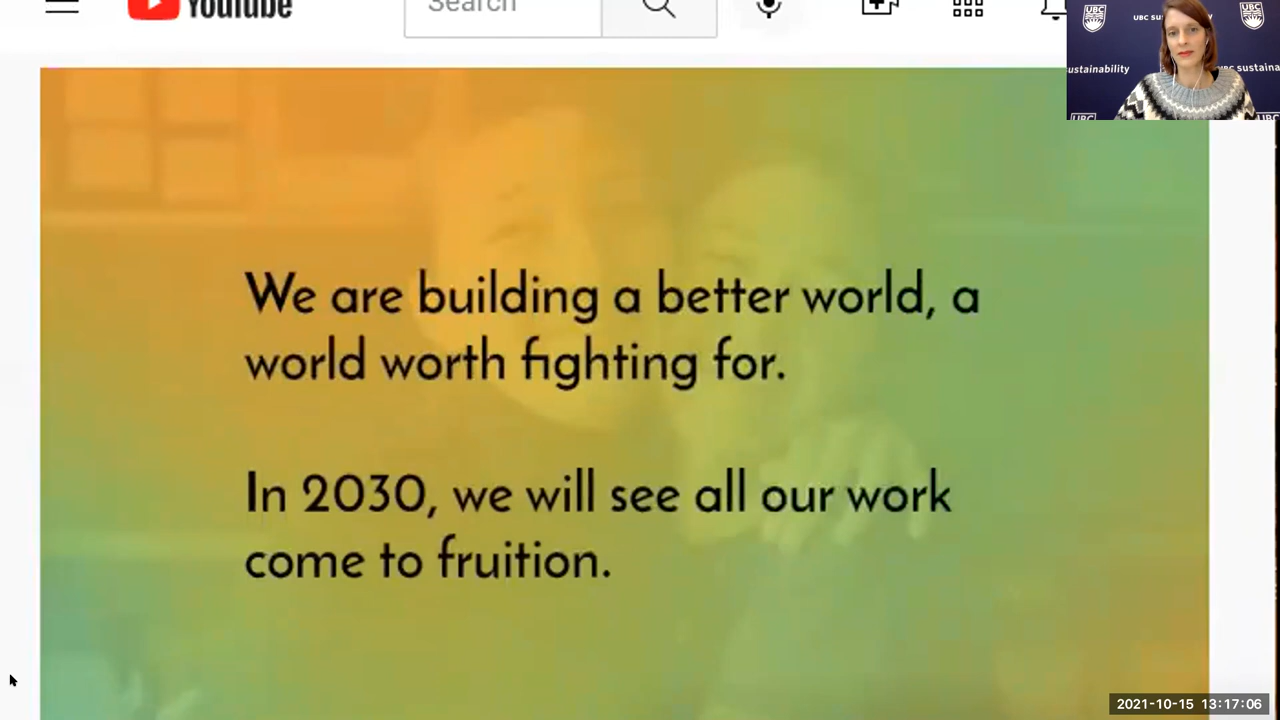 YouTube
Search
UBC
UBC
sustainability
We are building a better world, a
world worth fighting for.
In 2030, we will see all our work
come to fruition.
2021-10-15 13:17:06